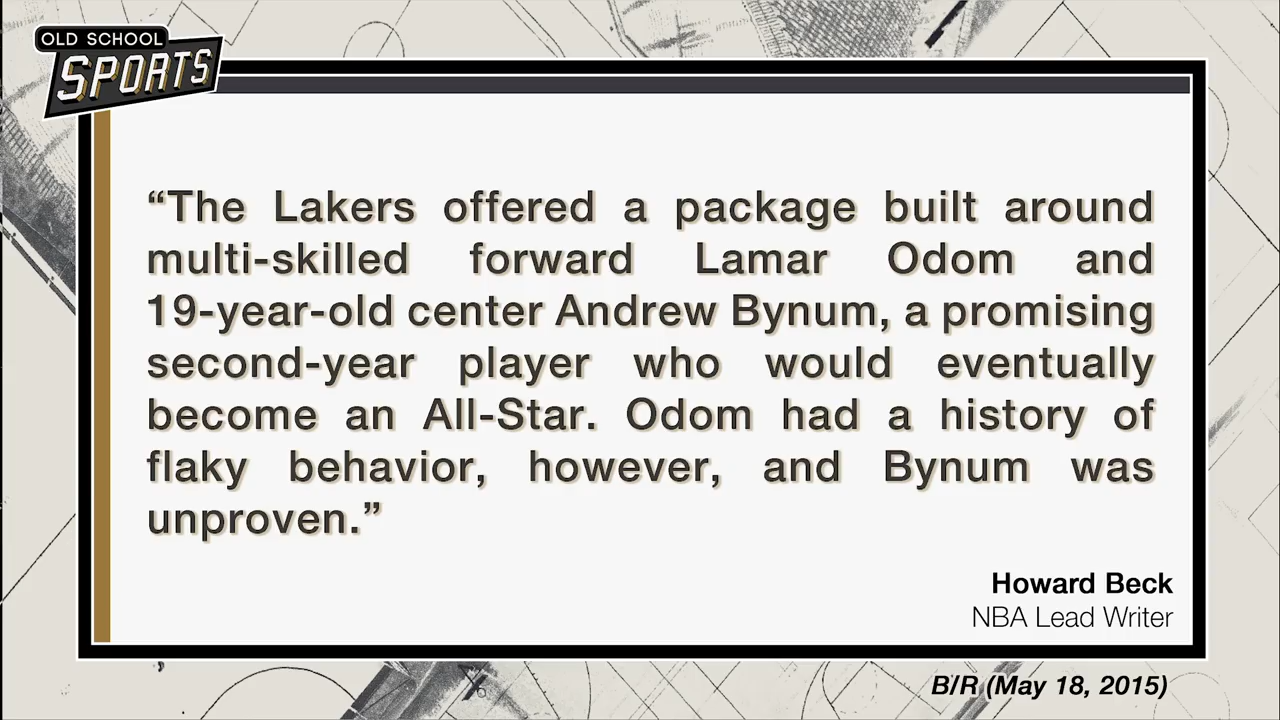 OLD SCHOOL
SPORTS
“The Lakers offered a package built around
multi-skilled forward Lamar Odom and
19-year-old center Andrew Bynum, a promising
second-year player who would eventually
become an All-Star. Odom had a history of
flaky behavior, however, and Bynum was
unproven.”
Howard Beck
NBA Lead Writer
B/R (May 18, 2015)